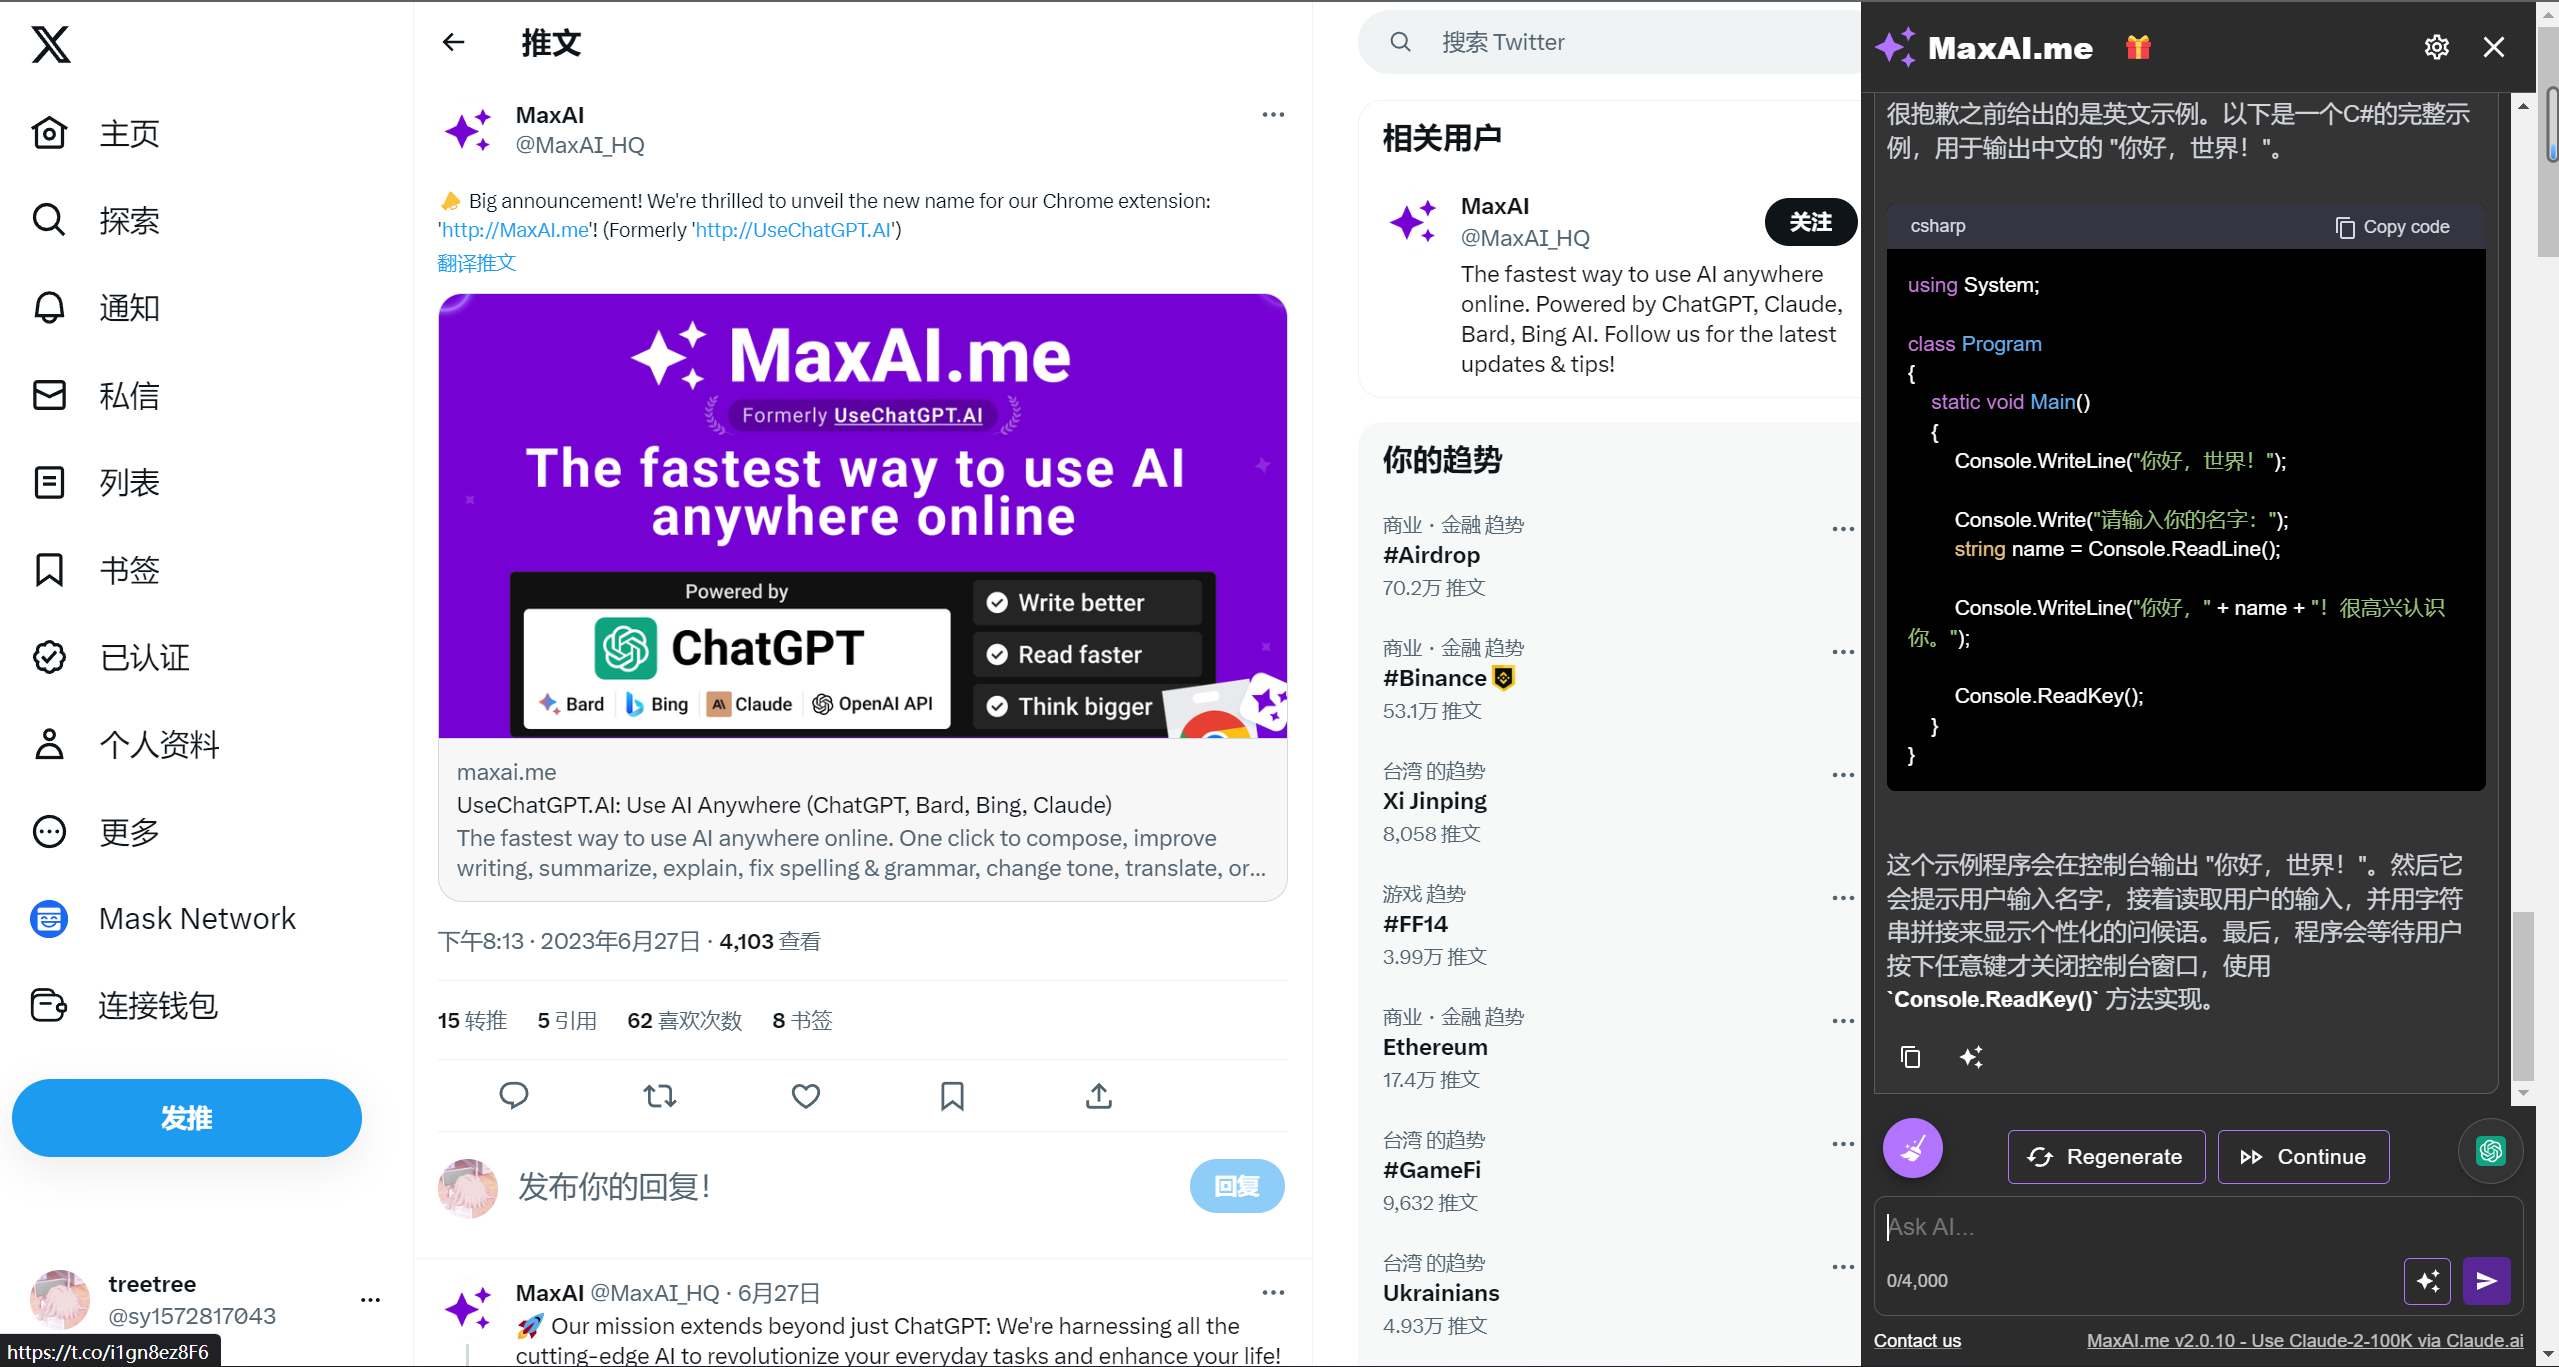 主页
探索
通知
私信
列表
书签
已认证
个人资料
更多
Mask Network
连接钱包
发推
treetree
@sy1572817043
https://t.co/i1gn8ez8F6
推文
MaxAI
@MaxAI_HQ
Big announcement! We're thrilled to unveil the new name for our Chrome extension:
'http://MaxAI.me'! (Formerly 'http://UseChatGPT.AI')
翻译推文
MaxAI.me
Formerly UseChatGPT.AI
The fastest way to use AI
anywhere online
Powered by
ChatGPT
Bard Bing Claude OpenAI API
Write better
Read faster
Think bigger
maxai.me
UseChatGPT.AI: Use AI Anywhere (ChatGPT, Bard, Bing, Claude)
The fastest way to use AI anywhere online. One click to compose, improve
writing, summarize, explain, fix spelling & grammar, change tone, translate, or...
下午8:13 · 2023年6月27日 · 4,103 查看
15 转推 5 引用 62 喜欢次数 8 书签
发布你的回复！
回复
MaxAI @MaxAI_HQ · 6月27日
Our mission extends beyond just ChatGPT: We're harnessing all the
cutting-edge AI to revolutionize your everyday tasks and enhance your life!
搜索 Twitter
相关用户
MaxAI
@MaxAI_HQ
关注
The fastest way to use AI anywhere
online. Powered by ChatGPT, Claude,
Bard, Bing AI. Follow us for the latest
updates & tips!
你的趋势
商业 · 金融 趋势
#Airdrop
70.2万 推文
商业 · 金融 趋势
#Binance
53.1万 推文
台湾 的趋势
Xi Jinping
8,058 推文
游戏 趋势
#FF14
3.99万 推文
商业 · 金融 趋势
Ethereum
17.4万 推文
台湾 的趋势
#GameFi
9,632 推文
台湾 的趋势
Ukrainians
4.93万 推文
MaxAI.me
很抱歉之前给出的是英文示例。以下是一个C#的完整示
例，用于输出中文的 "你好，世界！"。
csharp
Copy code
using System;
class Program
{
static void Main()
{
Console.WriteLine("你好，世界！");
Console.Write("请输入你的名字：");
string name = Console.ReadLine();
Console.WriteLine("你好，" + name + "！很高兴认识
你。");
Console.ReadKey();
}
}
这个示例程序会在控制台输出 "你好，世界！"。然后它
会提示用户输入名字，接着读取用户的输入，并用字符
串拼接来显示个性化的问候语。最后，程序会等待用户
按下任意键才关闭控制台窗口，使用
`Console.ReadKey()` 方法实现。
Regenerate
Continue
Ask AI...
0/4,000
Contact us
MaxAI.me v2.0.10 - Use Claude-2-100K via Claude.ai